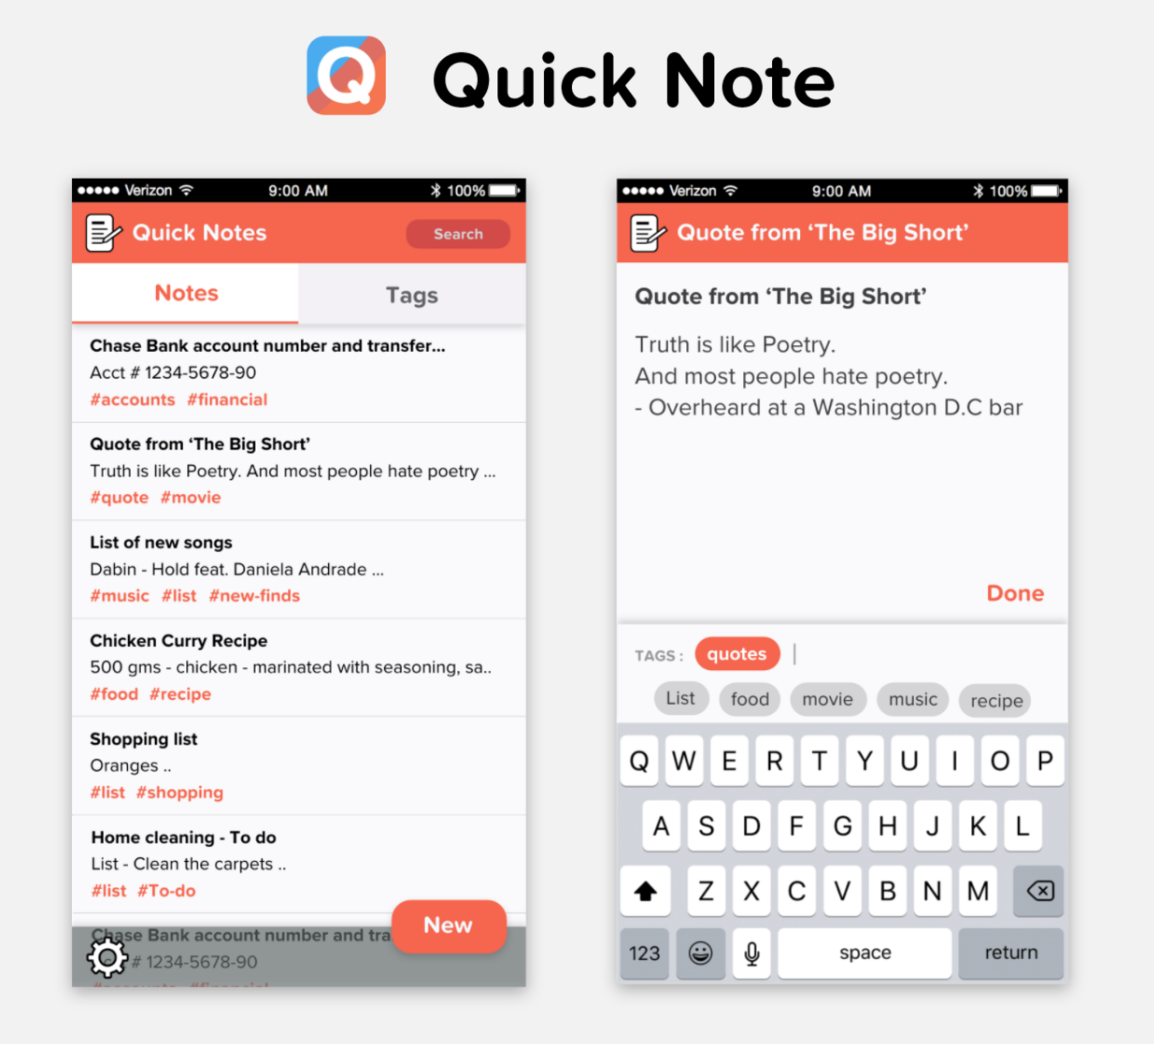 Q Quick Note
Verizon 9:00 AM 100%
Quick Notes Search
Notes Tags
Chase Bank account number and transfer...
Acct # 1234-5678-90
#accounts #financial
Quote from ‘The Big Short’
Truth is like Poetry. And most people hate poetry ...
#quote #movie
List of new songs
Dabin - Hold feat. Daniela Andrade ...
#music #list #new-finds
Chicken Curry Recipe
500 gms - chicken - marinated with seasoning, sa..
#food #recipe
Shopping list
Oranges ..
#list #shopping
Home cleaning - To do
List - Clean the carpets ..
#list #To-do
Chase Bank account number and tra
New
# 1234-5678-90
#accounts #financial
Verizon 9:00 AM 100%
Quote from ‘The Big Short’
Quote from ‘The Big Short’
Truth is like Poetry.
And most people hate poetry.
- Overheard at a Washington D.C bar
Done
TAGS : quotes
List food movie music recipe
Q W E R T Y U I O P
A S D F G H J K L
Z X C V B N M
123 space return